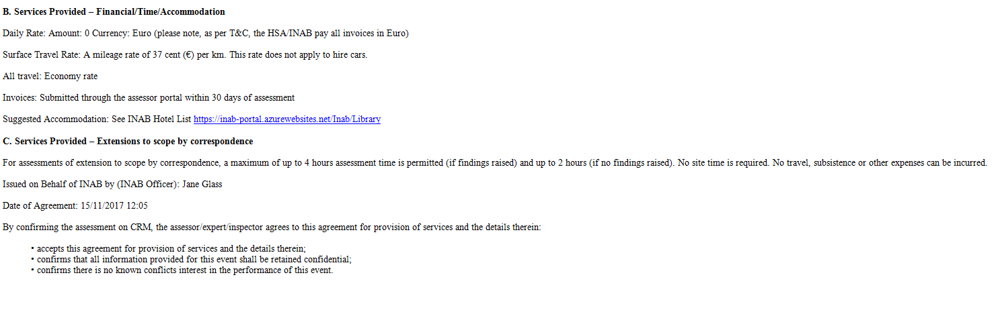 B. Services Provided – Financial/Time/Accommodation
Daily Rate: Amount: 0 Currency: Euro (please note, as per T&C, the HSA/INAB pay all invoices in Euro)
Surface Travel Rate: A mileage rate of 37 cent (€) per km. This rate does not apply to hire cars.
All travel: Economy rate
Invoices: Submitted through the assessor portal within 30 days of assessment
Suggested Accommodation: See INAB Hotel List https://inab-portal.azurewebsites.net/Inab/Library
C. Services Provided – Extensions to scope by correspondence
For assessments of extension to scope by correspondence, a maximum of up to 4 hours assessment time is permitted (if findings raised) and up to 2 hours (if no findings raised). No site time is required. No travel, subsistence or other expenses can be incurred.
Issued on Behalf of INAB by (INAB Officer): Jane Glass
Date of Agreement: 15/11/2017 12:05
By confirming the assessment on CRM, the assessor/expert/inspector agrees to this agreement for provision of services and the details therein:
• accepts this agreement for provision of services and the details therein;
• confirms that all information provided for this event shall be retained confidential;
• confirms there is no known conflicts interest in the performance of this event.